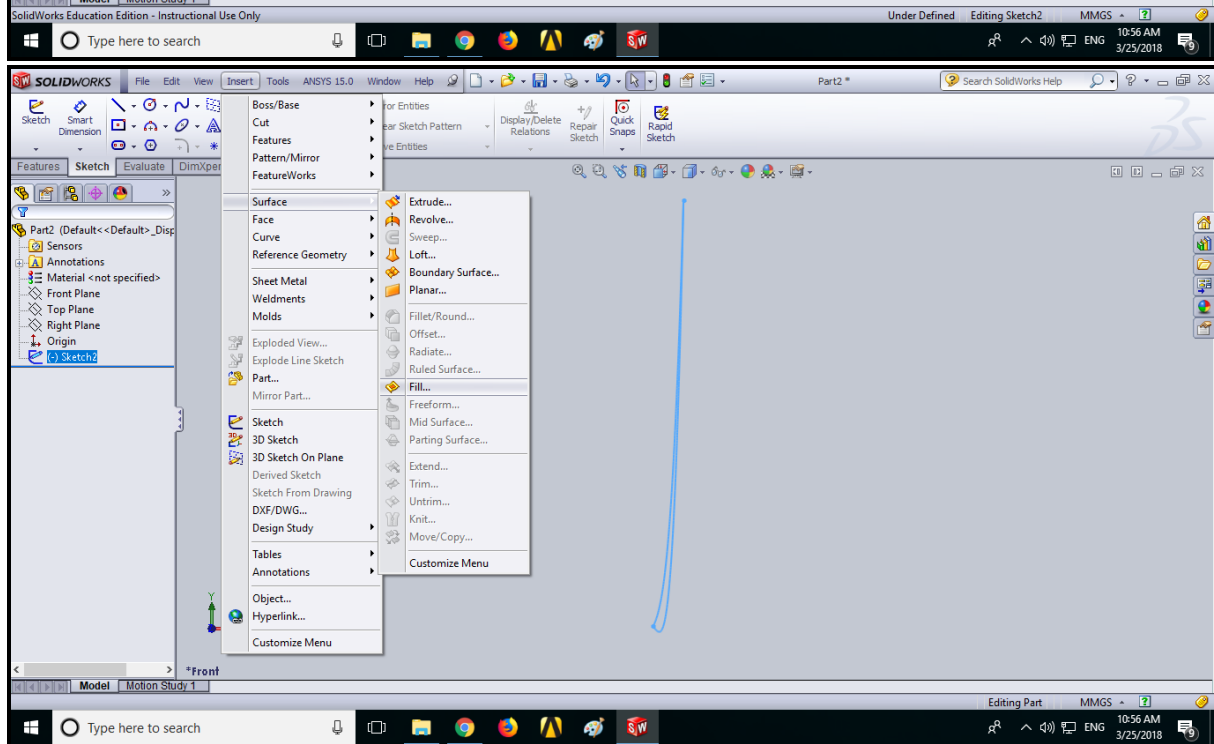 Model Motion Study 1
SolidWorks Education Edition - Instructional Use Only Under Defined Editing Sketch2 MMGS ?
Type here to search ENG 10:56 AM
3/25/2018 9
SW SOLIDWORKS File Edit View Insert Tools ANSYS 15.0 Window Help Part2 * Search SolidWorks Help ?
Sketch Smart Dimension
for Entities
ear Sketch Pattern
ve Entities
Display/Delete Relations
Repair Sketch
Quick Snaps
Rapid Sketch
Features Sketch Evaluate DimXper
Part2 (Default<<Default>_Disp
Sensors
Annotations
Material <not specified>
Front Plane
Top Plane
Right Plane
Origin
(-) Sketch2
Boss/Base
Cut
Features
Pattern/Mirror
FeatureWorks
Surface
Face
Curve
Reference Geometry
Sheet Metal
Weldments
Molds
Exploded View...
Explode Line Sketch
Part...
Mirror Part...
Sketch
3D Sketch
3D Sketch On Plane
Derived Sketch
Sketch From Drawing
DXF/DWG...
Design Study
Tables
Annotations
Object...
Hyperlink...
Customize Menu
Extrude...
Revolve...
Sweep...
Loft...
Boundary Surface...
Planar...
Fillet/Round...
Offset...
Radiate...
Ruled Surface...
Fill...
Freeform...
Mid Surface...
Parting Surface...
Extend...
Trim...
Untrim...
Knit...
Move/Copy...
Customize Menu
Y
*Front
Model Motion Study 1
Editing Part MMGS ?
Type here to search ENG 10:56 AM
3/25/2018 9